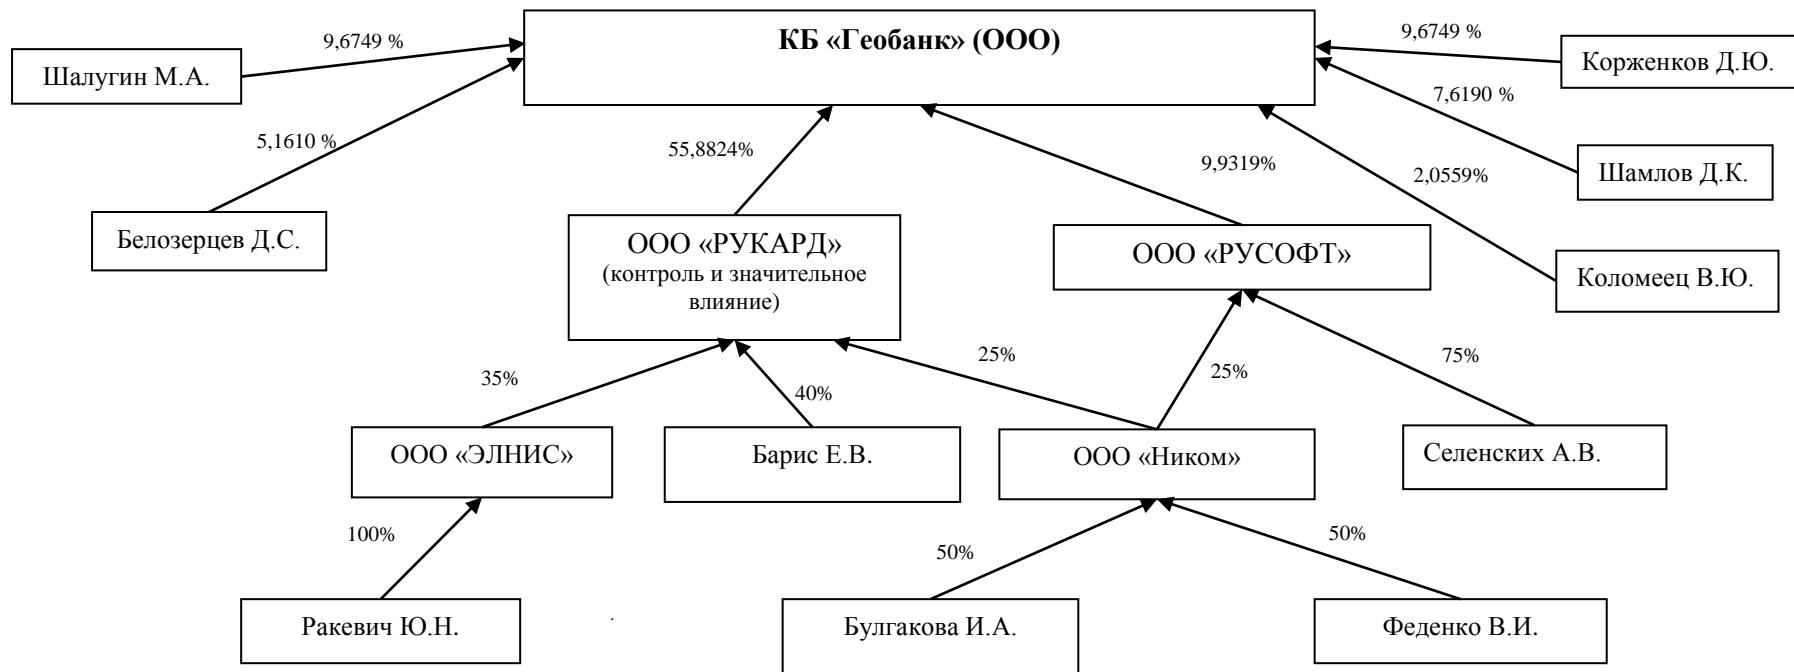 КБ «Геобанк» (ООО)
9,6749 %
9,6749 %
Шалугин М.А.
Корженков Д.Ю.
7,6190 %
5,1610 %
55,8824%
9,9319%
2,0559%
Шамлов Д.К.
Белозерцев Д.С.
ООО «РУКАРД»
(контроль и значительное
влияние)
ООО «РУСОФТ»
Коломеец В.Ю.
35%
40%
25%
25%
75%
ООО «ЭЛНИС»
Барис Е.В.
ООО «Ником»
Селенских А.В.
100%
50%
50%
Ракевич Ю.Н.
Булгакова И.А.
Феденко В.И.